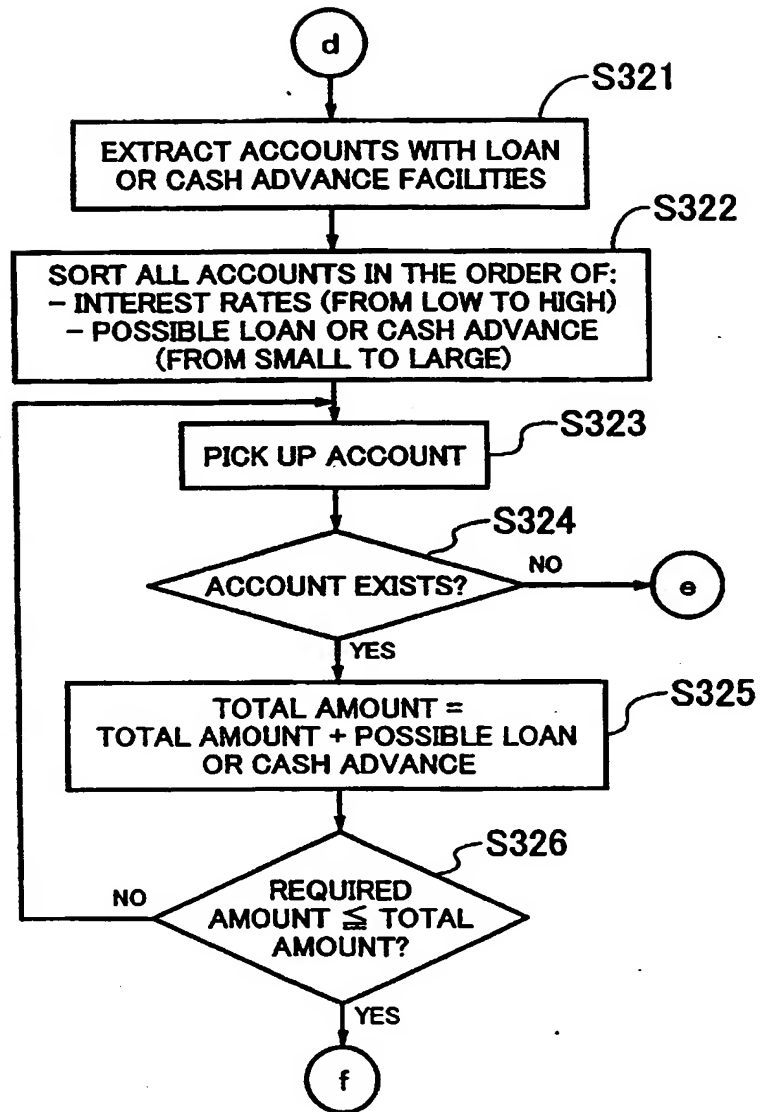 d
S321
EXTRACT ACCOUNTS WITH LOAN
OR CASH ADVANCE FACILITIES
S322
SORT ALL ACCOUNTS IN THE ORDER OF:
– INTEREST RATES (FROM LOW TO HIGH)
– POSSIBLE LOAN OR CASH ADVANCE
(FROM SMALL TO LARGE)
S323
PICK UP ACCOUNT
S324
ACCOUNT EXISTS?
NO
e
YES
S325
TOTAL AMOUNT =
TOTAL AMOUNT + POSSIBLE LOAN
OR CASH ADVANCE
S326
NO
REQUIRED
AMOUNT ≦ TOTAL
AMOUNT?
YES
f